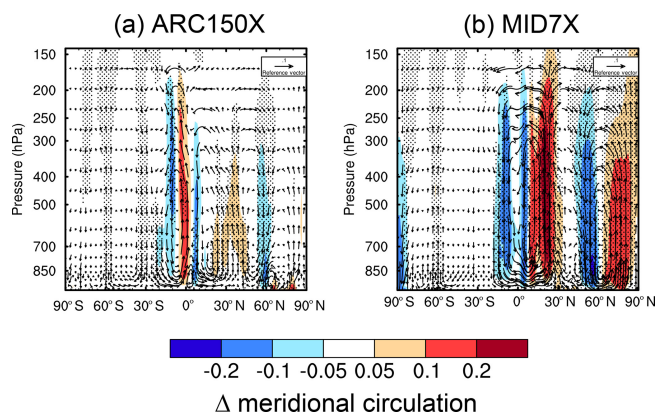 (a) ARC150X (b) MID7X
.1
Reference vector
.1
Reference vector
Pressure (hPa)
150
200
250
300
400
500
700
850
Pressure (hPa)
150
200
250
300
400
500
700
850
90°S 60°S 30°S 0° 30°N 60°N 90°N
90°S 60°S 30°S 0° 30°N 60°N 90°N
-0.2 -0.1 -0.05 0.05 0.1 0.2
Δ meridional circulation